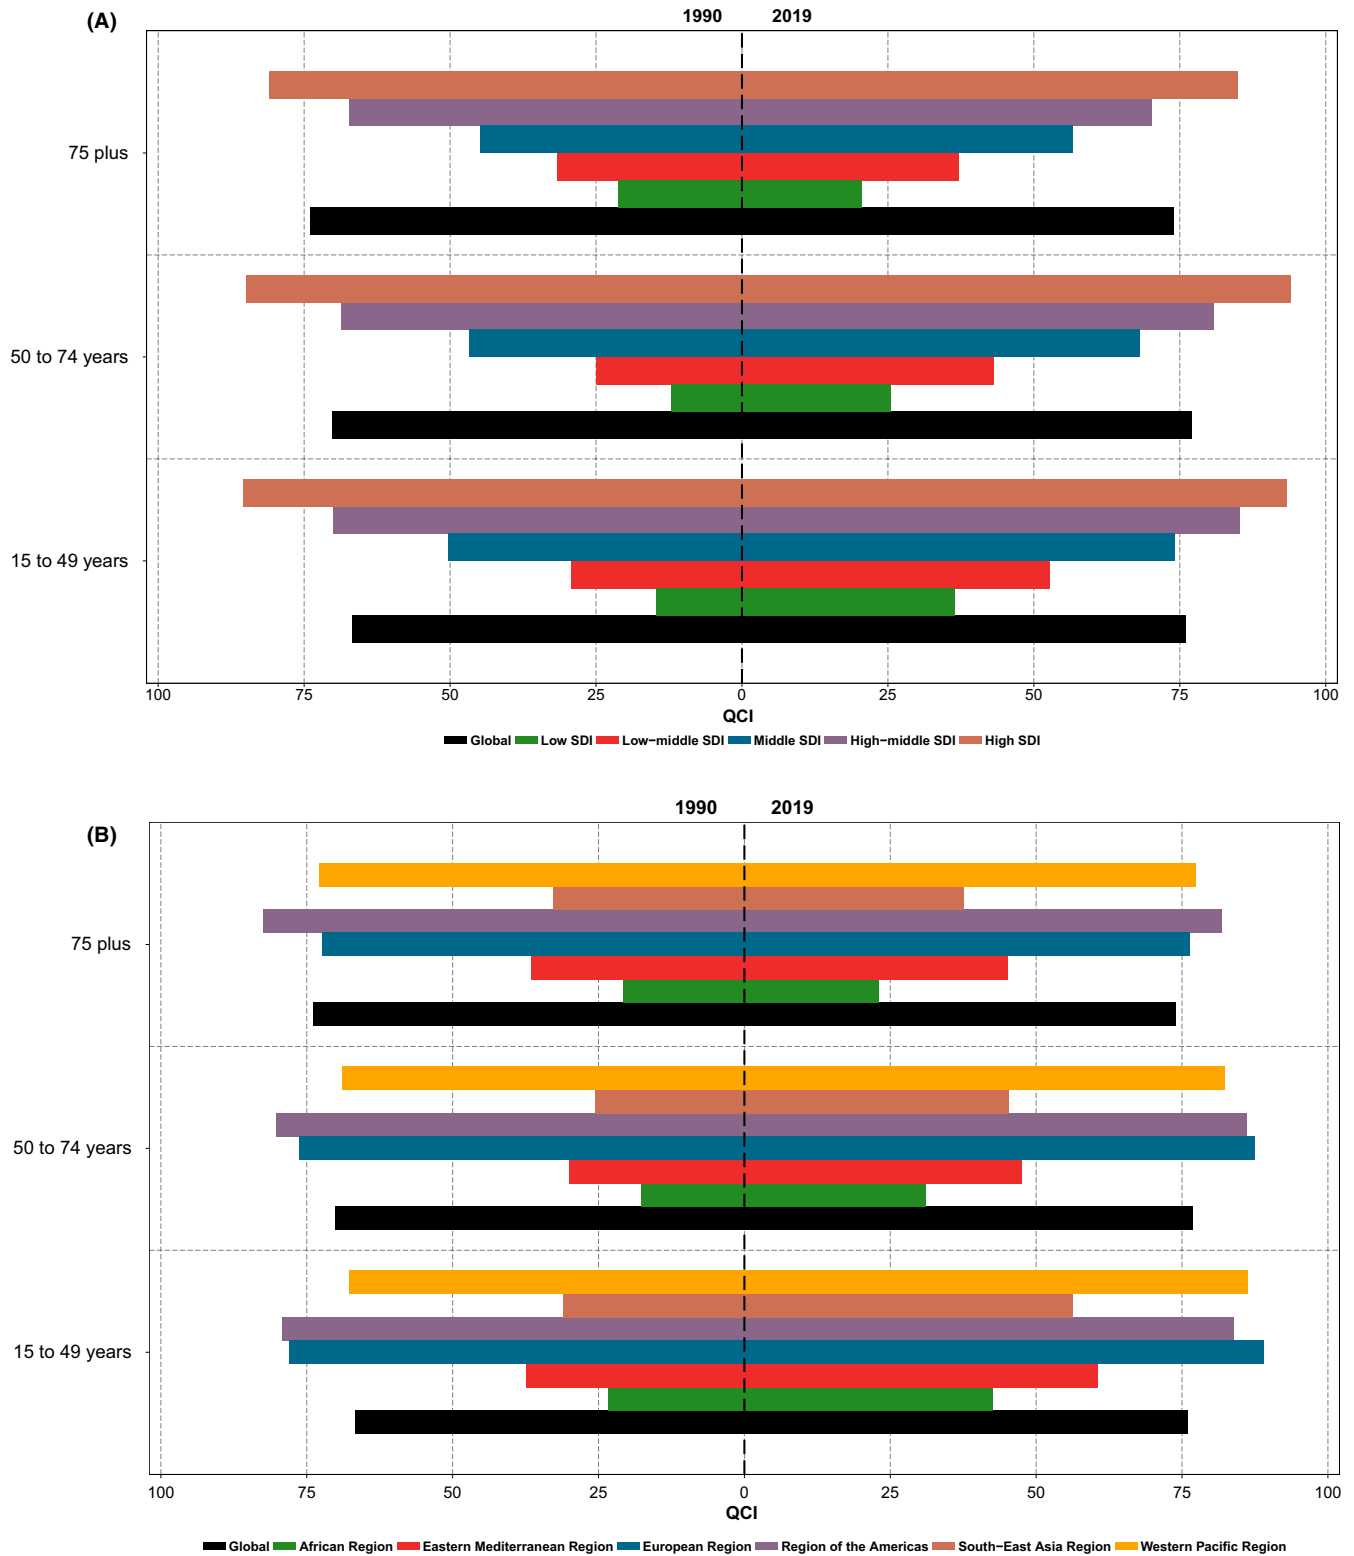 (A)
1990 2019
75 plus
50 to 74 years
15 to 49 years
100 75 50 25 0 25 50 75 100
QCI
Global Low SDI Low−middle SDI Middle SDI High−middle SDI High SDI
1990 2019
(B)
75 plus
50 to 74 years
15 to 49 years
100 75 50 25 0 25 50 75 100
QCI
Global African Region Eastern Mediterranean Region European Region Region of the Americas South−East Asia Region Western Pacific Region